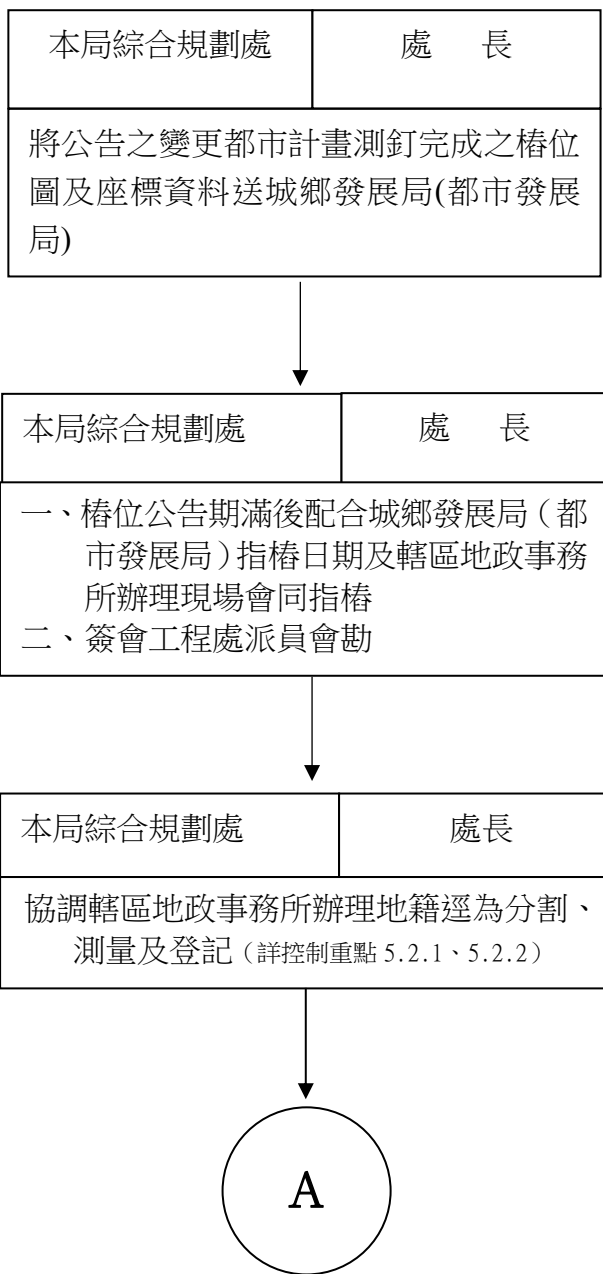 本局綜合規劃處 處 長
將公告之變更都市計畫測釘完成之樁位
圖及座標資料送城鄉發展局(都市發展
局)
本局綜合規劃處 處 長
一、樁位公告期滿後配合城鄉發展局（都
市發展局）指樁日期及轄區地政事務
所辦理現場會同指樁
二、簽會工程處派員會勘
本局綜合規劃處 處長
協調轄區地政事務所辦理地籍逕為分割、
測量及登記（詳控制重點 5.2.1、5.2.2）
A